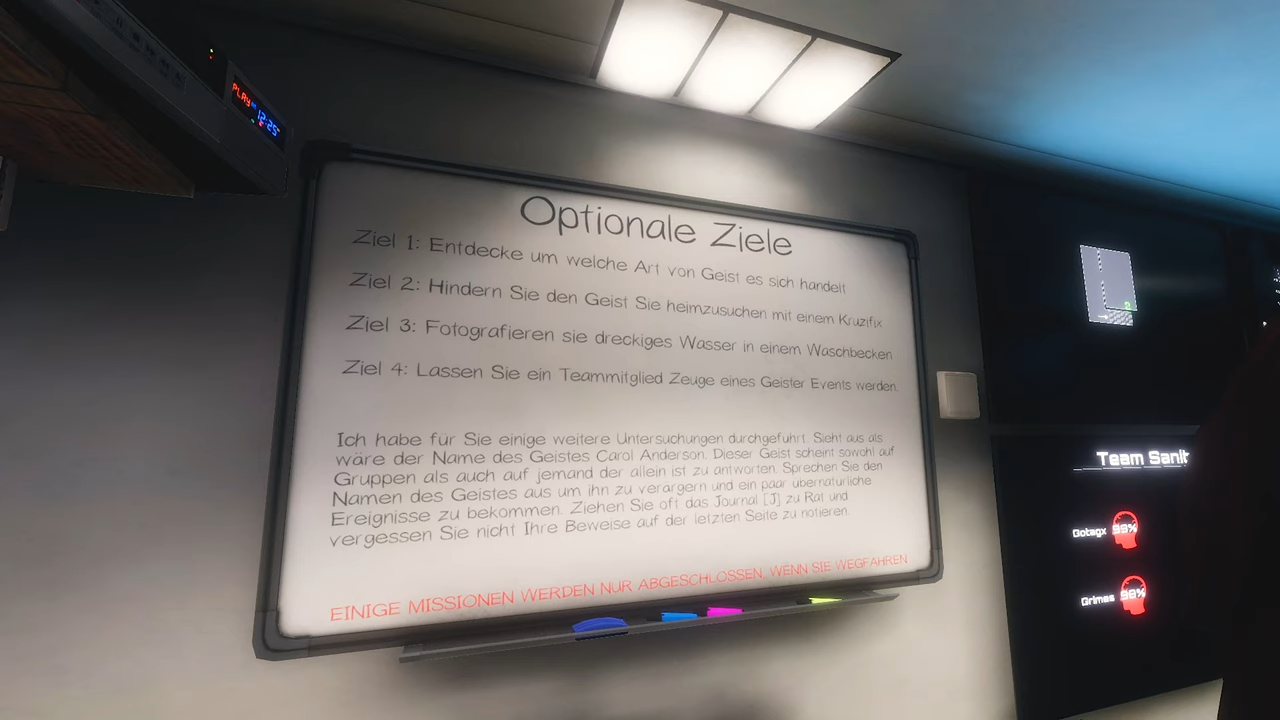 PLAY 12:25
Optionale Ziele
Ziel 1: Entdecke um welche Art von Geist es sich handelt
Ziel 2: Hindern Sie den Geist Sie heimzusuchen mit einem Kruzifix
Ziel 3: Fotografieren sie dreckiges Wasser in einem Waschbecken
Ziel 4: Lassen Sie ein Teammitglied Zeuge eines Geister Events werden.
Ich habe für Sie einige weitere Untersuchungen durchgeführt. Sieht aus als
wäre der Name des Geistes Carol Anderson. Dieser Geist scheint sowohl auf
Gruppen als auch auf jemand der allein ist zu antworten. Sprechen Sie den
Namen des Geistes aus um ihn zu verärgern und ein paar übernatürliche
Ereignisse zu bekommen. Ziehen Sie oft das Journal [J] zu Rat und
vergessen Sie nicht Ihre Beweise auf der letzten Seite zu notieren.
EINIGE MISSIONEN WERDEN NUR ABGESCHLOSSEN, WENN SIE WEGFAHREN
Team Sanit
Gotagx 99%
Grimes 98%